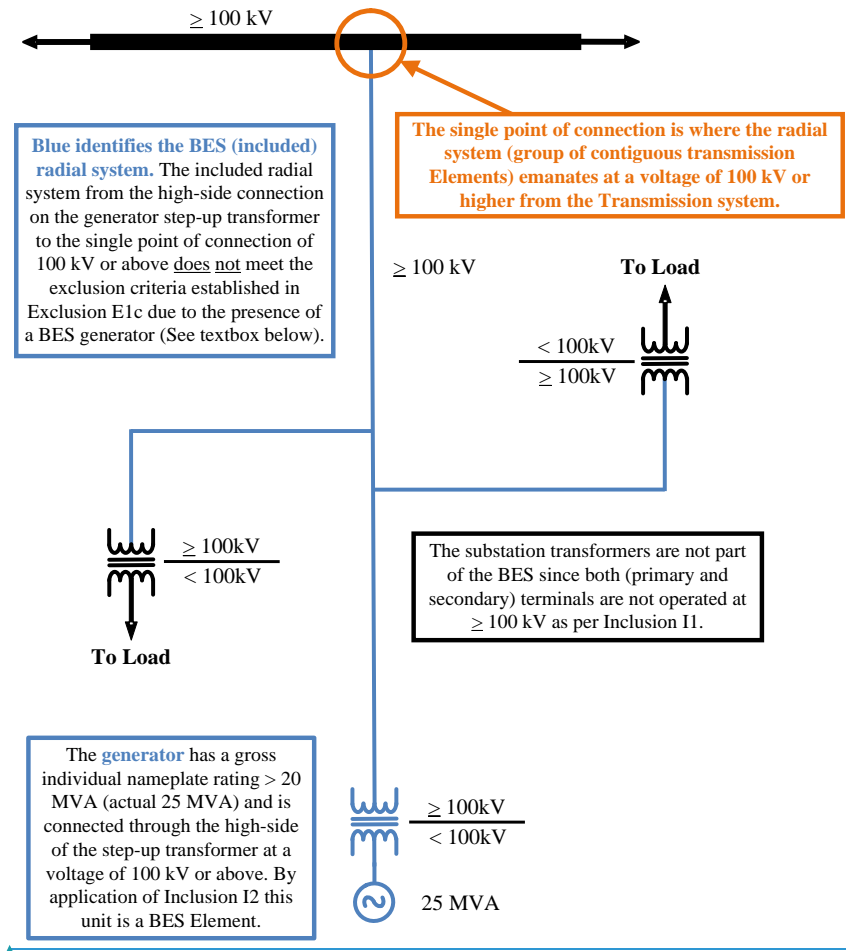 ≥ 100 kV
Blue identifies the BES (included)
radial system. The included radial
system from the high-side connection
on the generator step-up transformer
to the single point of connection of
100 kV or above does not meet the
exclusion criteria established in
Exclusion E1c due to the presence of
a BES generator (See textbox below).
The single point of connection is where the radial
system (group of contiguous transmission
Elements) emanates at a voltage of 100 kV or
higher from the Transmission system.
≥ 100 kV
To Load
< 100kV
≥ 100kV
≥ 100kV
< 100kV
To Load
The substation transformers are not part
of the BES since both (primary and
secondary) terminals are not operated at
≥ 100 kV as per Inclusion I1.
The generator has a gross
individual nameplate rating > 20
MVA (actual 25 MVA) and is
connected through the high-side
of the step-up transformer at a
voltage of 100 kV or above. By
application of Inclusion I2 this
unit is a BES Element.
≥ 100kV
< 100kV
25 MVA